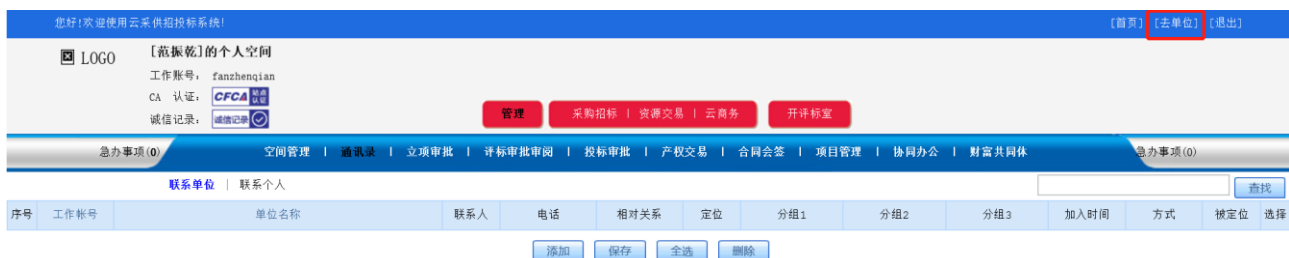 您好!欢迎使用云采供招投标系统! [首页] [去单位] [退出]
LOGO [范振乾]的个人空间
工作账号: fanzhenqian
CA 认证: CFCA 站点认证
诚信记录: 诚信记录
管理 采购招标 | 资源交易 | 云商务 开评标室
急办事项(0) 空间管理 | 通讯录 | 立项审批 | 评标审批审阅 | 投标审批 | 产权交易 | 合同会签 | 项目管理 | 协同办公 | 财富共同体 急办事项(0)
联系单位 | 联系个人 查找
序号 工作帐号 单位名称 联系人 电话 相对关系 定位 分组1 分组2 分组3 加入时间 方式 被定位 选择
添加 保存 全选 删除